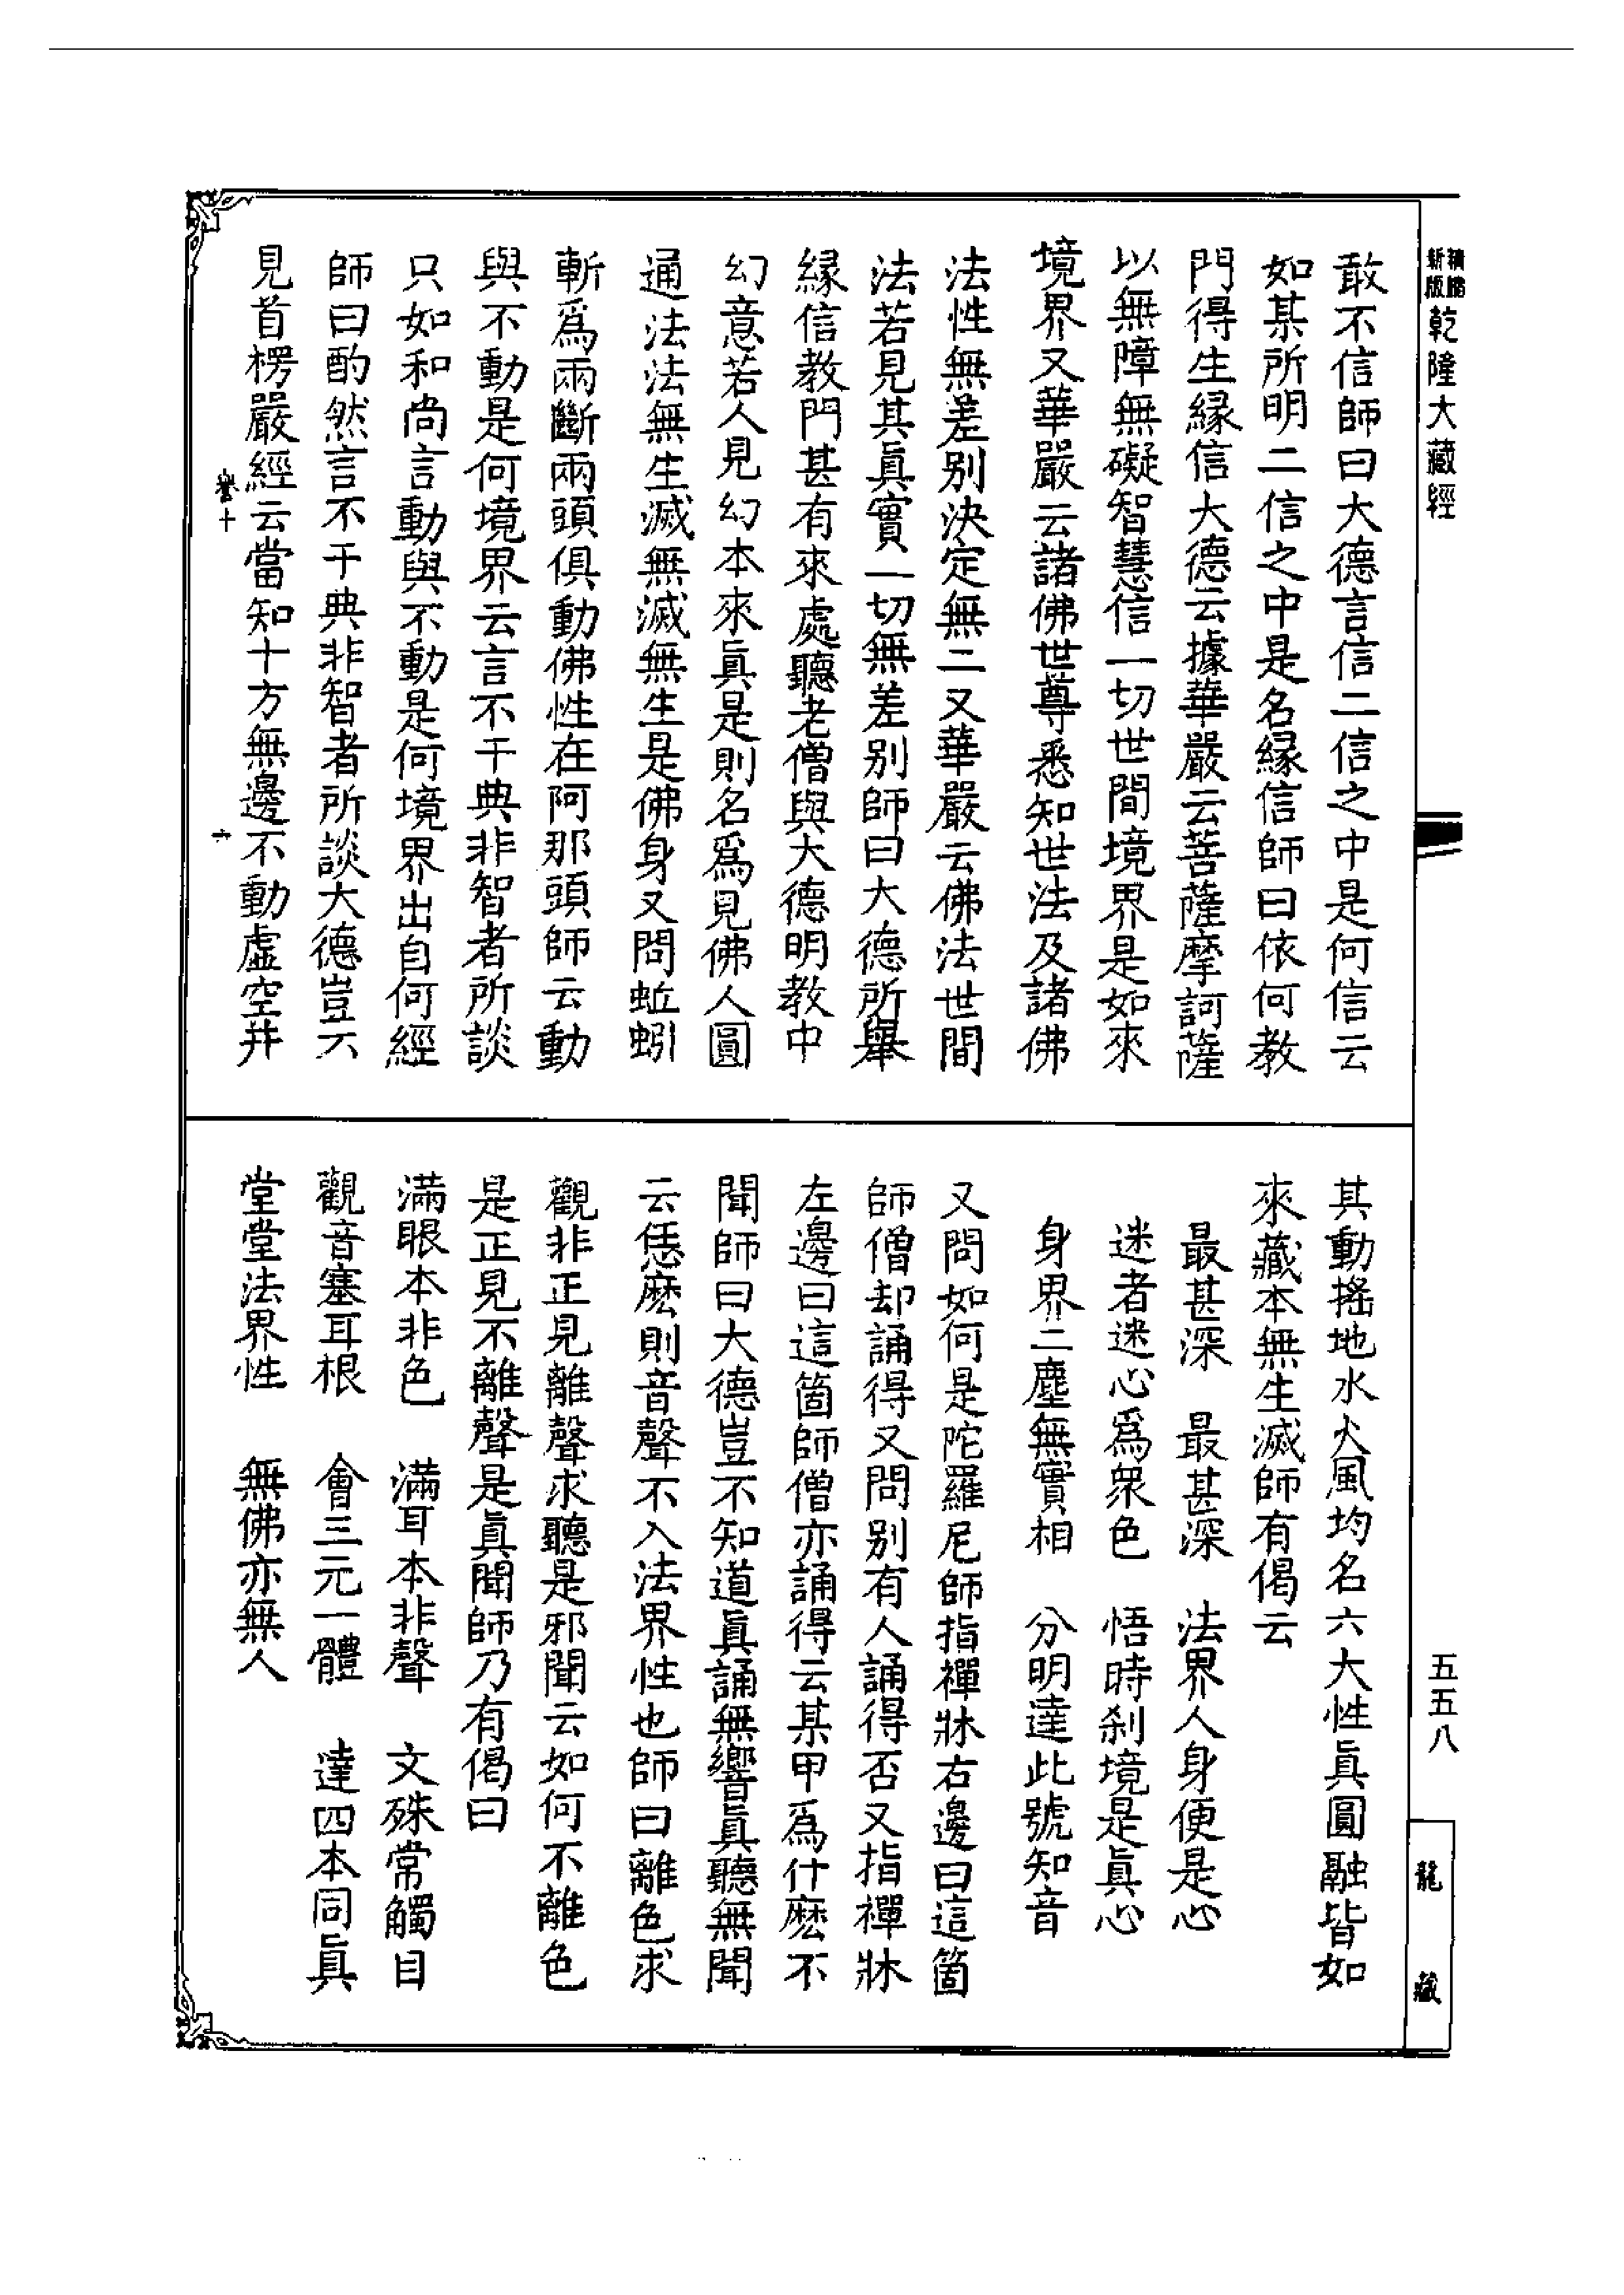 新版
乾隆大藏經
敢不信師曰大德言信二信之中是何信云
如某所明二信之中是名緣信師曰依何教
門得生緣信大德云據華嚴云菩薩摩訶薩
以無障無礙智慧信一切世間境界是如來
境界又華嚴云諸佛世尊悉知世法及諸佛
法性無差別決定無二又華嚴云佛法世間
法若見其眞實一切無差別師曰大德所舉
緣信教門甚有來處聽老僧與大德明教中
幻意若人見幻本來眞是則名爲見佛人圓
通法法無生滅無滅無生是佛身又問蚯蚓
斬爲兩斷兩頭俱動佛性在阿那頭師云動
與不動是何境界云言不干典非智者所談
只如和尚言動與不動是何境界出自何經
師曰酌然言不干典非智者所談大德豈不
見首楞嚴經云當知十方無邊不動虛空并
卷十
六
其動搖地水火風均名六大性眞圓融皆如
來藏本無生滅師有偈云
最甚深 最甚深 法界人身便是心
迷者迷心爲衆色 悟時刹境是眞心
身界二塵無實相 分明達此號知音
又問如何是陀羅尼師指禪牀右邊曰這箇
師僧却誦得又問別有人誦得否又指禪牀
左邊曰這箇師僧亦誦得云某甲爲什麽不
聞師曰大德豈不知道眞誦無響眞聽無聞
云恁麽則音聲不入法界性也師曰離色求
觀非正見離聲求聽是邪聞云如何不離色
是正見不離聲是眞聞師乃有偈曰
滿眼本非色 滿耳本非聲 文殊常觸目
觀音塞耳根 會三元一體 達四本同眞
堂堂法界性 無佛亦無人
五五八
龍藏